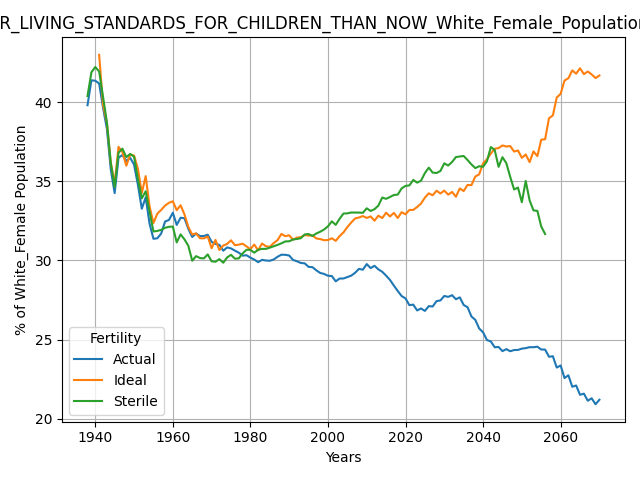 R_LIVING_STANDARDS_FOR_CHILDREN_THAN_NOW_White_Female_Population
% of White_Female Population
40
35
30
25
20
Fertility
Actual
Ideal
Sterile
1940 1960 1980 2000 2020 2040 2060
Years